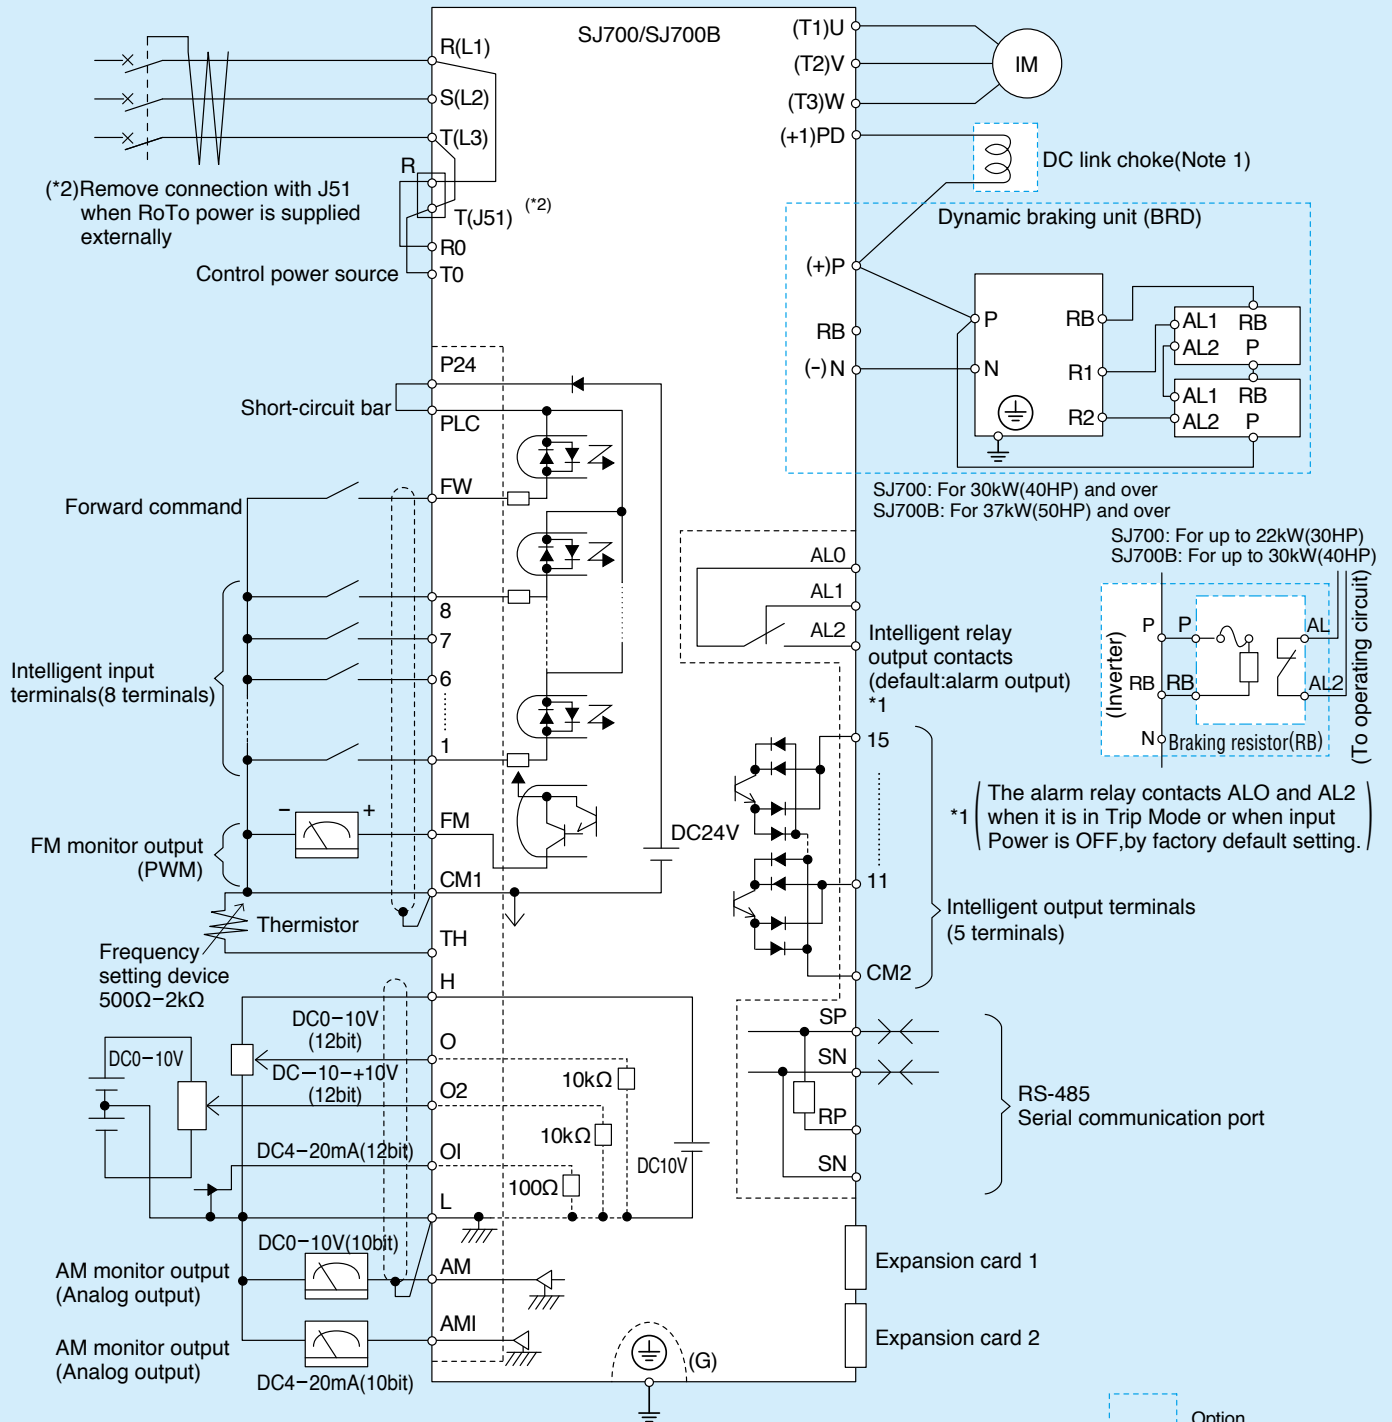 SJ700/SJ700B
R(L1)
S(L2)
T(L3)
R
T(J51)
(*2)
R0
T0
(*2)Remove connection with J51
when RoTo power is supplied
externally
Control power source
(T1)U
(T2)V
(T3)W
IM
(+1)PD
DC link choke(Note 1)
Dynamic braking unit (BRD)
(+)P
RB
(−)N
P
N
RB
R1
R2
AL1 RB
AL2 P
AL1 RB
AL2 P
SJ700: For 30kW(40HP) and over
SJ700B: For 37kW(50HP) and over
SJ700: For up to 22kW(30HP)
SJ700B: For up to 30kW(40HP)
(Inverter)
P
RB
N
P
RB
AL
AL2
Braking resistor(RB)
(To operating circuit)
P24
Short-circuit bar
PLC
FW
Forward command
8
7
6
1
Intelligent input
terminals(8 terminals)
− +
FM
FM monitor output
(PWM)
CM1
Thermistor
TH
DC24V
AL0
AL1
AL2
Intelligent relay
output contacts
(default:alarm output)
*1
*1
The alarm relay contacts ALO and AL2
when it is in Trip Mode or when input
Power is OFF,by factory default setting.
15
11
CM2
Intelligent output terminals
(5 terminals)
Frequency
setting device
500Ω−2kΩ
H
DC0−10V
(12bit)
O
DC0−10V
DC−10−+10V
(12bit)
O2
DC4−20mA(12bit)
OI
L
10kΩ
10kΩ
100Ω
DC10V
DC0−10V(10bit)
AM
AM monitor output
(Analog output)
AMI
AM monitor output
(Analog output)
DC4−20mA(10bit)
(G)
SP
SN
RP
SN
RS-485
Serial communication port
Expansion card 1
Expansion card 2
Option